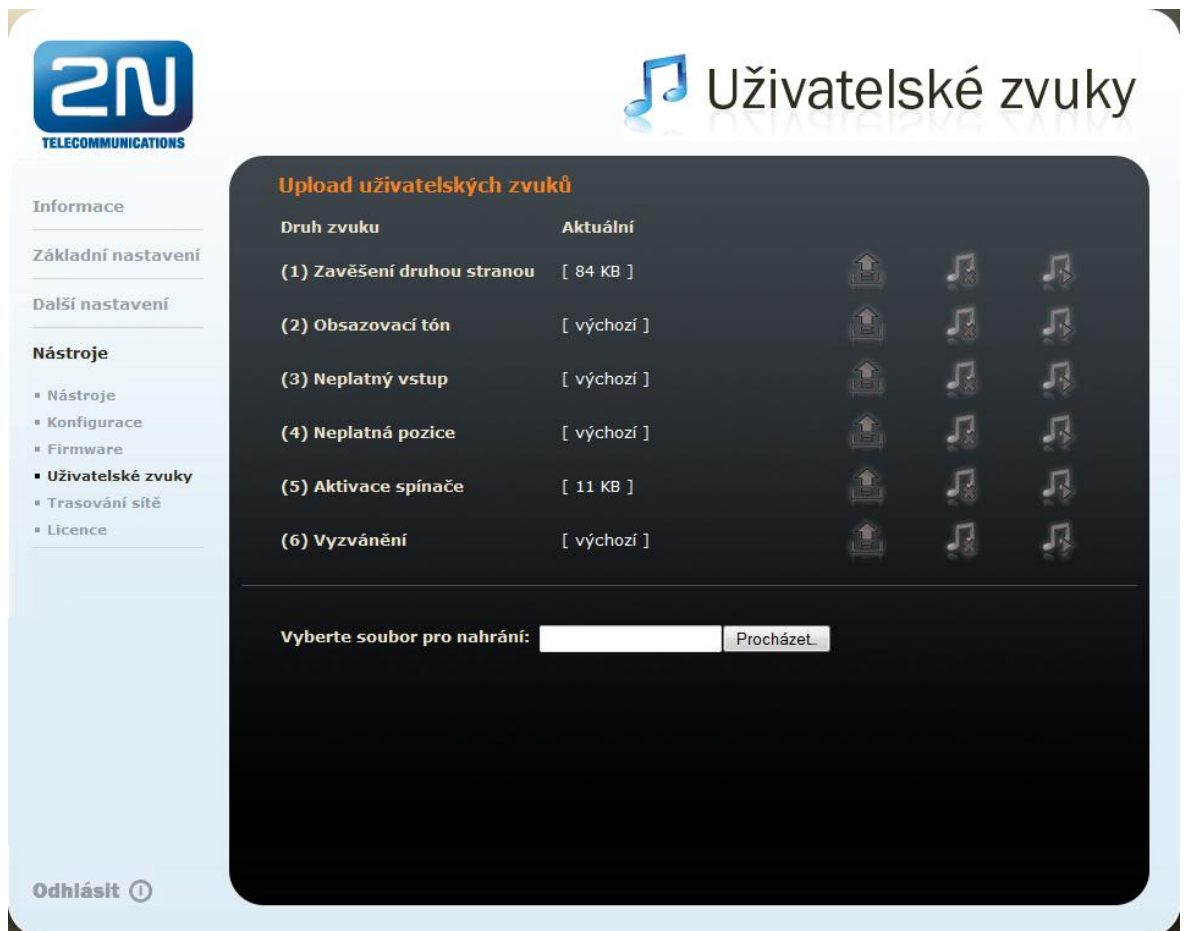 2N
TELECOMMUNICATIONS
Uživatelské zvuky
Informace
Základní nastavení
Další nastavení
Nástroje
Nástroje
Konfigurace
Firmware
Uživatelské zvuky
Trasování sítě
Licence
Odhlásit
Upload uživatelských zvuků
Druh zvuku Aktuální
(1) Zavěšení druhou stranou [ 84 KB ]
(2) Obsazovací tón [ výchozí ]
(3) Neplatný vstup [ výchozí ]
(4) Neplatná pozice [ výchozí ]
(5) Aktivace spínače [ 11 KB ]
(6) Vyzvánění [ výchozí ]
Vyberte soubor pro nahrání: Procházet..